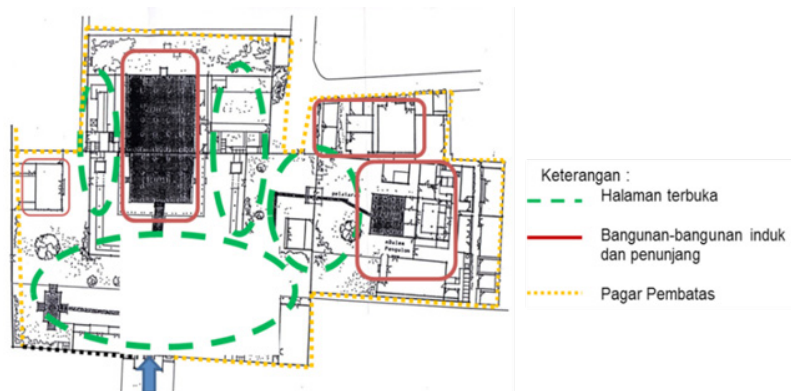 Keterangan :
Halaman terbuka
Bangunan-bangunan induk
dan penunjang
Pagar Pembatas